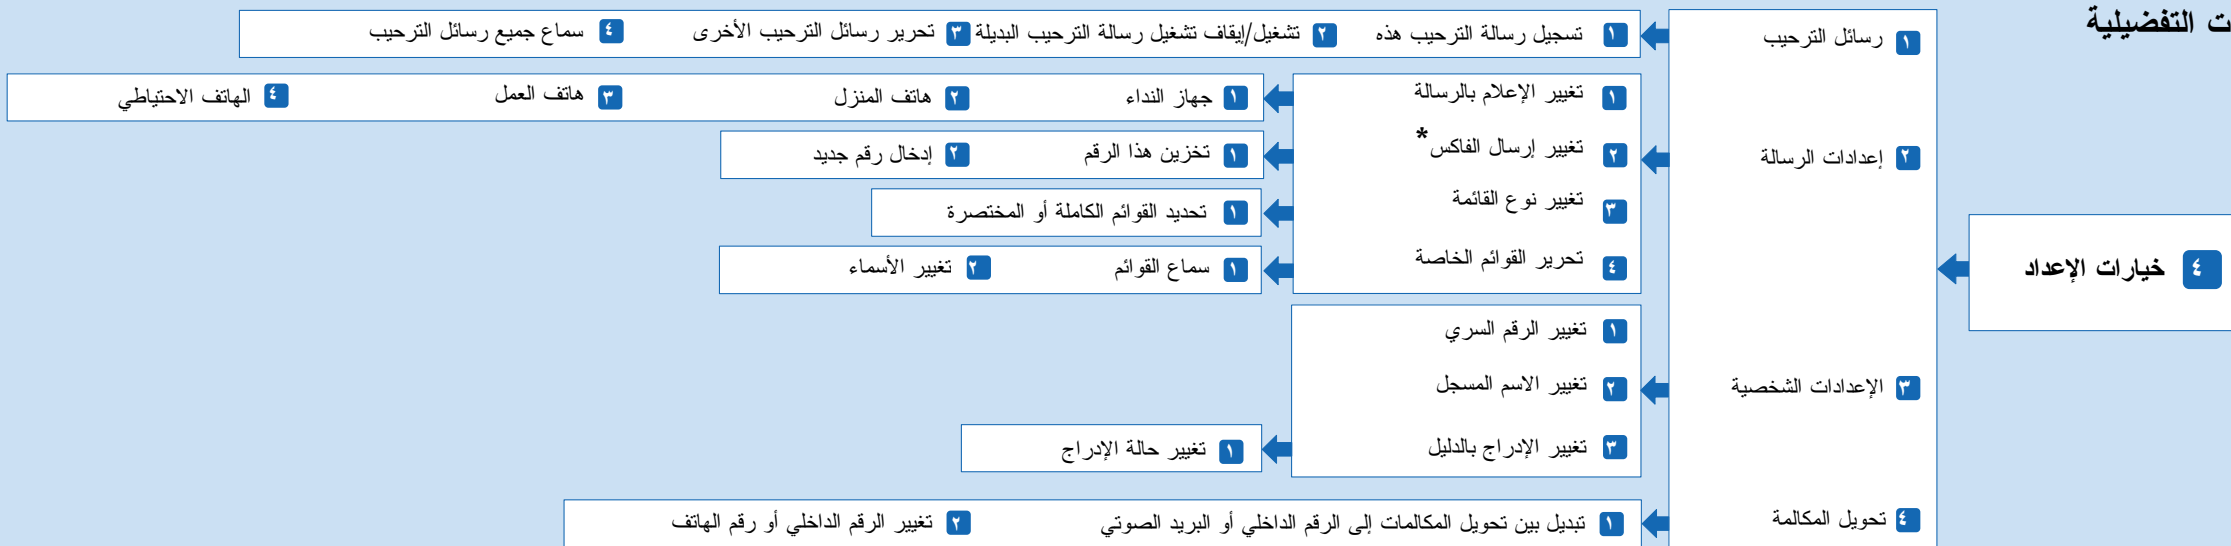 ت التفضيلية
٤ خيارات الإعداد
١ رسائل الترحيب
١ تسجيل رسالة الترحيب هذه ٢ تشغيل/إيقاف تشغيل رسالة الترحيب البديلة ٣ تحرير رسائل الترحيب الأخرى ٤ سماع جميع رسائل الترحيب
٢ إعدادات الرسالة
١ تغيير الإعلام بالرسالة
١ جهاز النداء ٢ هاتف المنزل ٣ هاتف العمل ٤ الهاتف الاحتياطي
٢ تغيير إرسال الفاكس*
١ تخزين هذا الرقم ٢ إدخال رقم جديد
٣ تغيير نوع القائمة
١ تحديد القوائم الكاملة أو المختصرة
٤ تحرير القوائم الخاصة
١ سماع القوائم ٢ تغيير الأسماء
٣ الإعدادات الشخصية
١ تغيير الرقم السري
٢ تغيير الاسم المسجل
٣ تغيير الإدراج بالدليل
١ تغيير حالة الإدراج
٤ تحويل المكالمة
١ تبديل بين تحويل المكالمات إلى الرقم الداخلي أو البريد الصوتي ٢ تغيير الرقم الداخلي أو رقم الهاتف